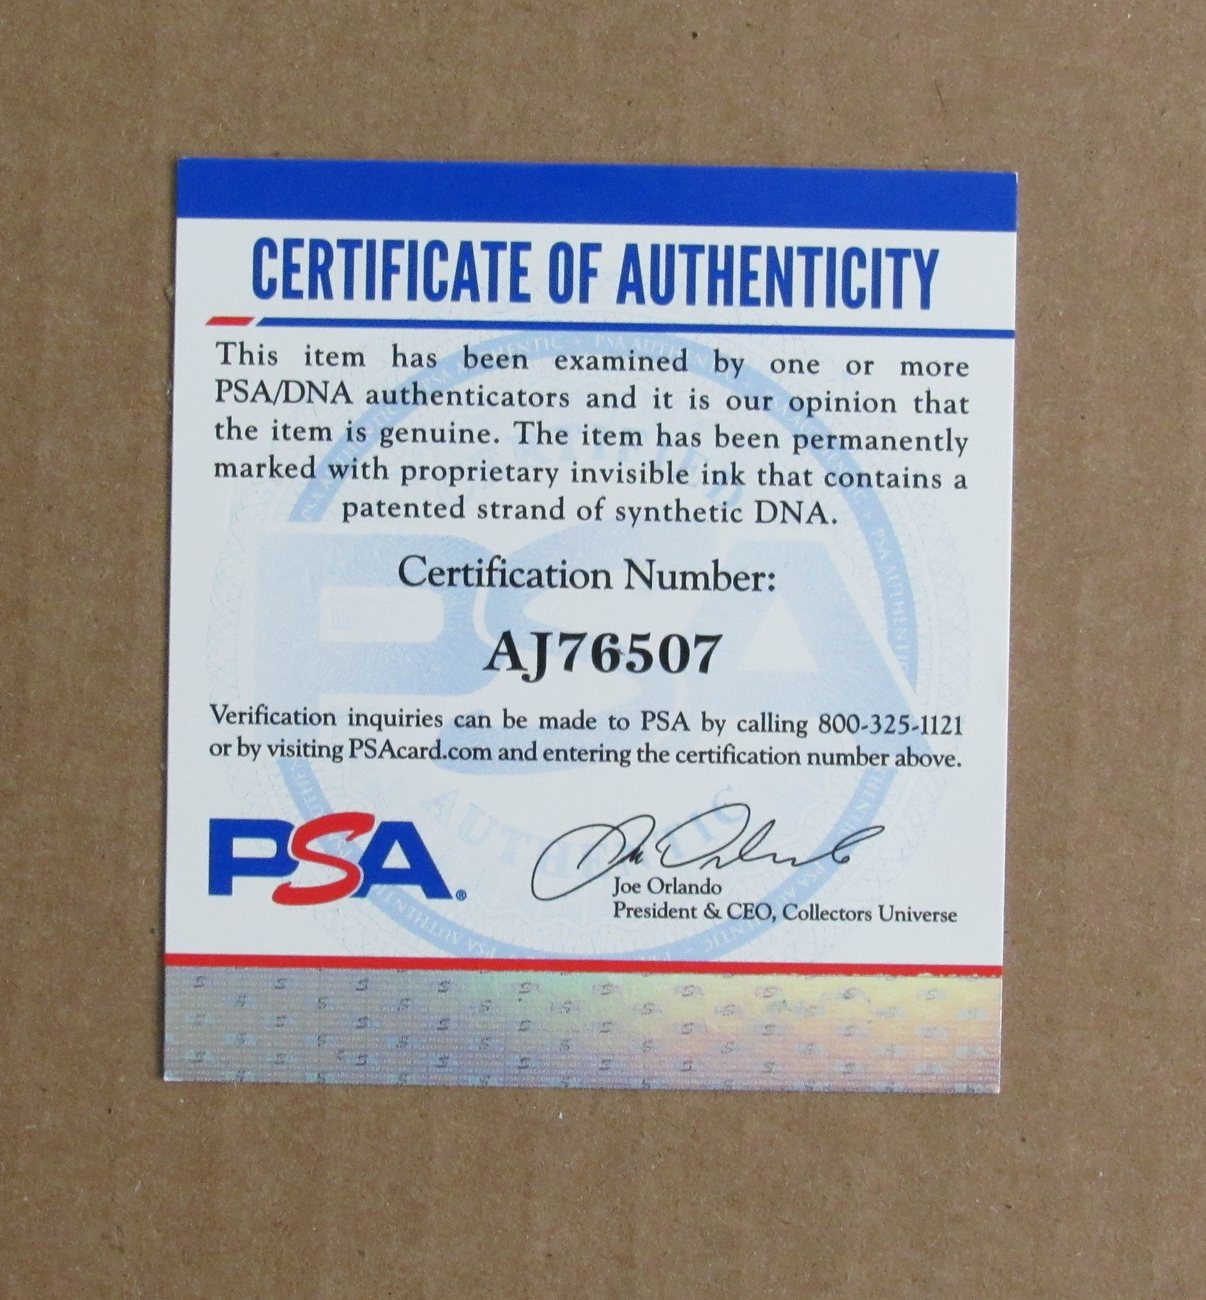 CERTIFICATE OF AUTHENTICITY
This item has been examined by one or more
PSA/DNA authenticators and it is our opinion that
the item is genuine. The item has been permanently
marked with proprietary invisible ink that contains a
patented strand of synthetic DNA.
Certification Number:
AJ76507
Verification inquiries can be made to PSA by calling 800-325-1121
or by visiting PSAcard.com and entering the certification number above.
PSA®
Joe Orlando
President & CEO, Collectors Universe